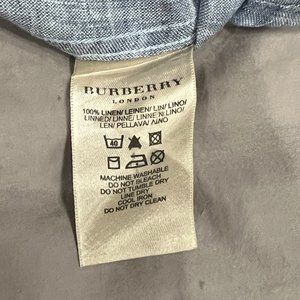 BURBERRY
LONDON
100% LINEN/ LEINEN/ LIN/ LINO/
LINNED/ LINNE/ LINNE'N/ LINO/
LEN/ PELLAVA/ ΛΙΝΟ
40
MACHINE WASHABLE
DO NOT BLEACH
DO NOT TUMBLE DRY
LINE DRY
COOL IRON
DO NOT DRY CLEAN